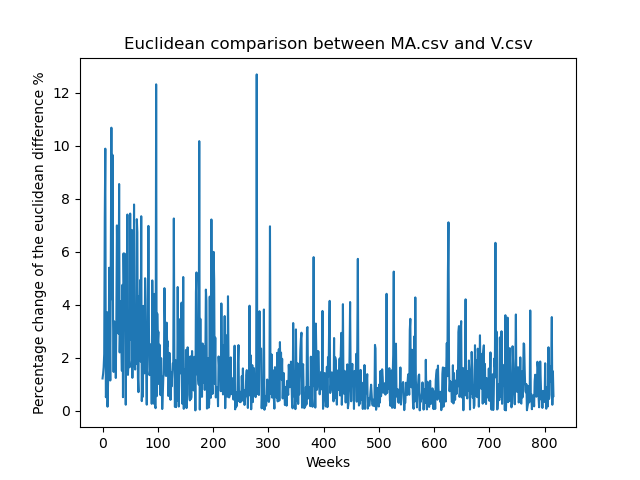 Euclidean comparison between MA.csv and V.csv
Percentage change of the euclidean difference %
12
10
8
6
4
2
0
0 100 200 300 400 500 600 700 800
Weeks